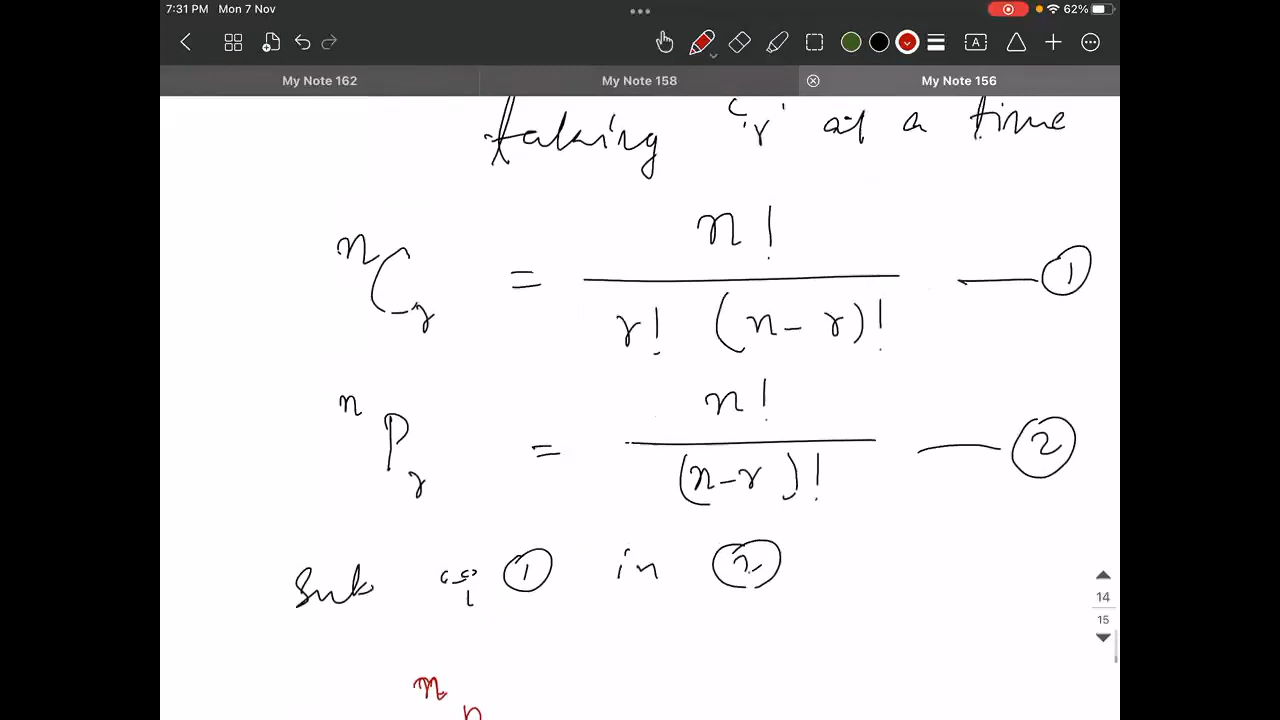 7:31 PM Mon 7 Nov
62%
My Note 162
My Note 158
My Note 156
taking 'r' at a time
nCr = n! / r! (n-r)! — 1
nPr = n! / (n-r)! — 2
Sub 1 in 2
14
15
n